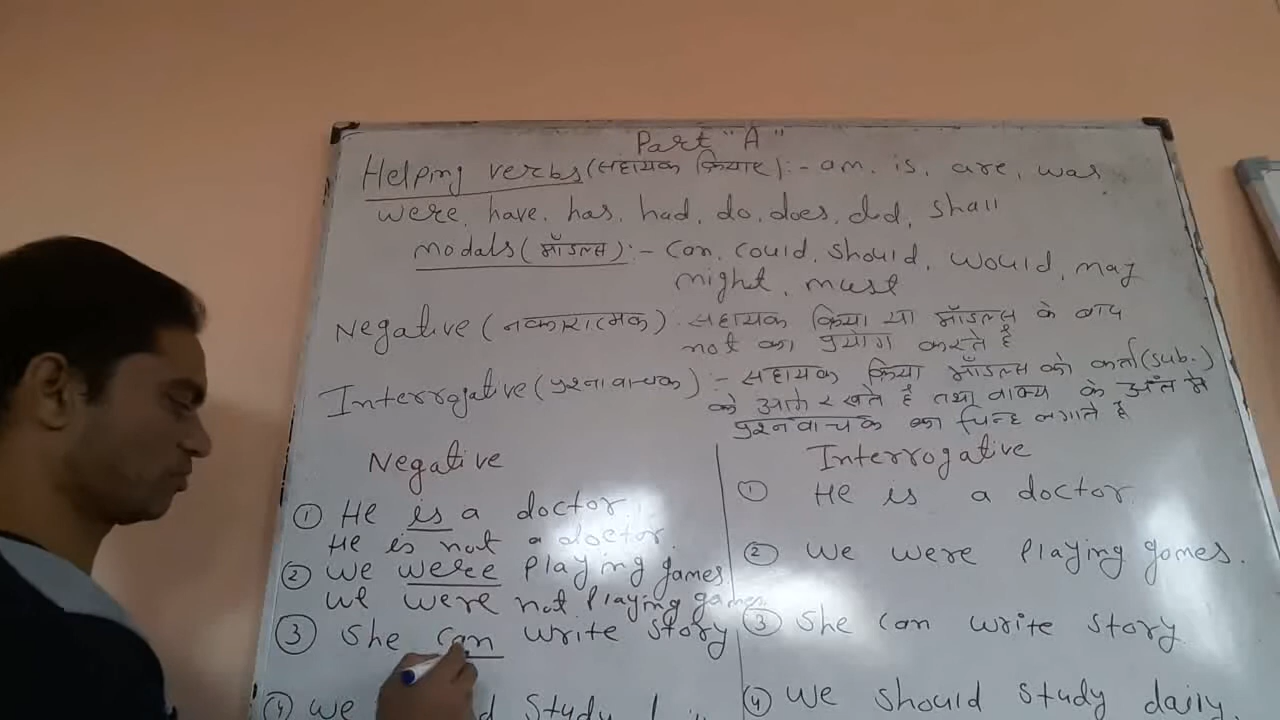 Part "A"
Helping verbs (सहायक क्रियाए) :- am, is, are, was
were, have, has, had, do, does, did, shall
modals (मॉडल्स) :- Can, could, should, would, may
might, must
Negative (नकारात्मक) :- सहायक क्रिया या मॉडल्स के बाद
not का प्रयोग करते है
Interrogative (प्रश्नवाचक) :- सहायक क्रिया मॉडल्स को कर्ता (sub.)
को आगे रखते है तथा वाक्य के अंत मे
प्रश्नवाचक का चिन्ह लगाते है
Negative
① He is a doctor.
He is not a doctor.
② we were playing games
we were not playing games.
③ She can write story
④ we
d study
Interrogative
① He is a doctor.
② we were playing games.
③ She can write story.
④ we should study daily.